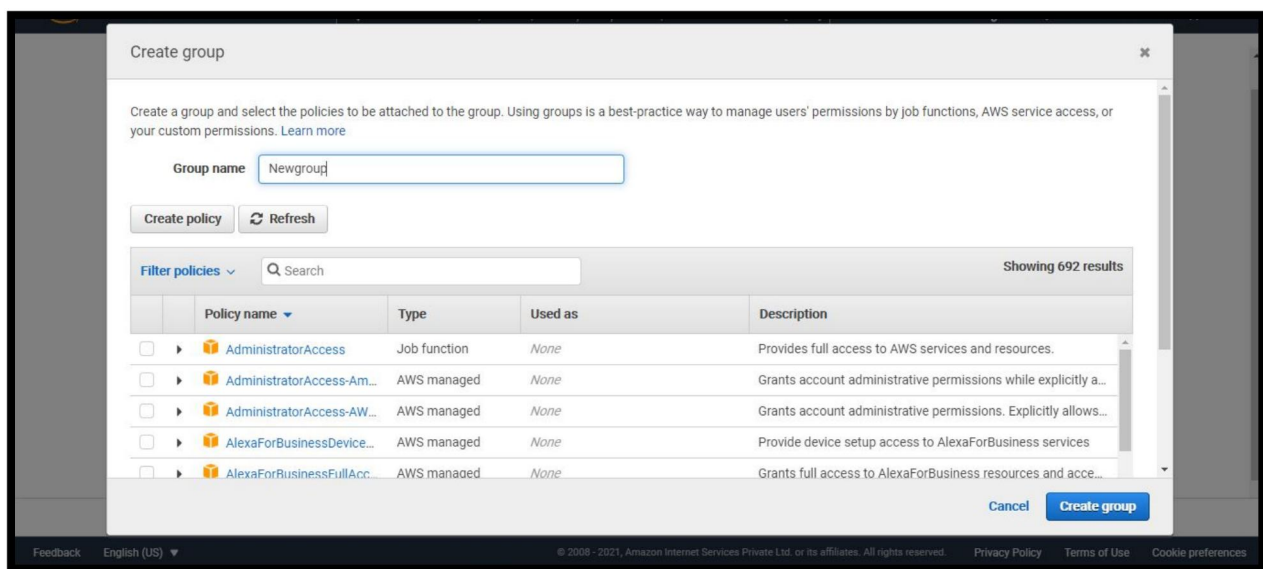 Create group
Create a group and select the policies to be attached to the group. Using groups is a best-practice way to manage users' permissions by job functions, AWS service access, or
your custom permissions. Learn more
Group name Newgroup
Create policy Refresh
Filter policies Search Showing 692 results
Policy name Type Used as Description
AdministratorAccess Job function None Provides full access to AWS services and resources.
AdministratorAccess-Am... AWS managed None Grants account administrative permissions while explicitly a...
AdministratorAccess-AW... AWS managed None Grants account administrative permissions. Explicitly allows...
AlexaForBusinessDevice... AWS managed None Provide device setup access to AlexaForBusiness services
AlexaForBusinessFullAcc... AWS managed None Grants full access to AlexaForBusiness resources and acce...
Cancel Create group
Feedback English (US) © 2008 - 2021, Amazon Internet Services Private Ltd. or its affiliates. All rights reserved. Privacy Policy Terms of Use Cookie preferences